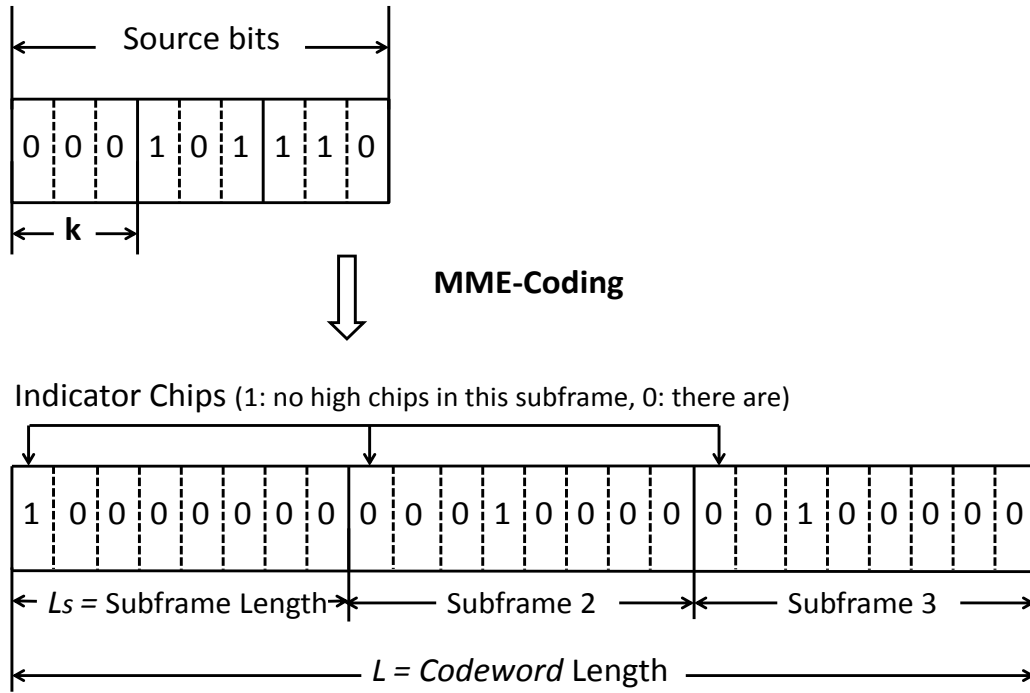 Source bits
0 0 0 1 0 1 1 1 0
k
MME-Coding
Indicator Chips (1: no high chips in this subframe, 0: there are)
1 0 0 0 0 0 0 0 0 0 0 1 0 0 0 0 0 0 1 0 0 0 0 0
Ls = Subframe Length Subframe 2 Subframe 3
L = Codeword Length